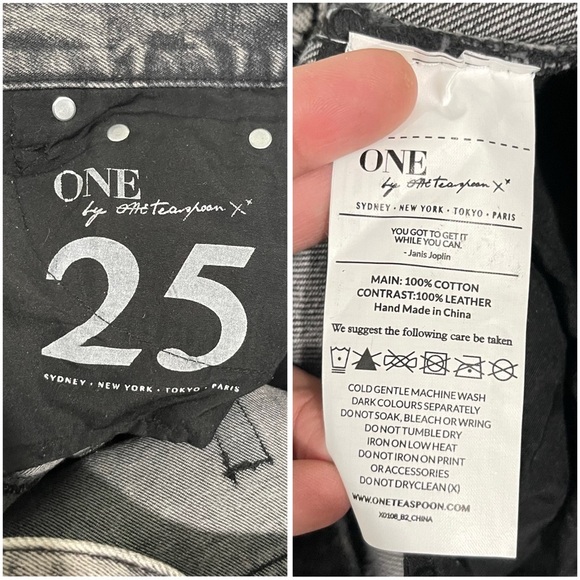 ONE
by ONE teaspoon X
25
SYDNEY • NEW YORK • TOKYO • PARIS
ONE
by ONE teaspoon X
SYDNEY • NEW YORK • TOKYO • PARIS
YOU GOT TO GET IT
WHILE YOU CAN.
- Janis Joplin
MAIN: 100% COTTON
CONTRAST:100% LEATHER
Hand Made in China
We suggest the following care be taken
COLD GENTLE MACHINE WASH
DARK COLOURS SEPARATELY
DO NOT SOAK, BLEACH OR WRING
DO NOT TUMBLE DRY
IRON ON LOW HEAT
DO NOT IRON ON PRINT
OR ACCESSORIES
DO NOT DRYCLEAN (X)
WWW.ONETEASPOON.COM
X0108_B2_CHINA